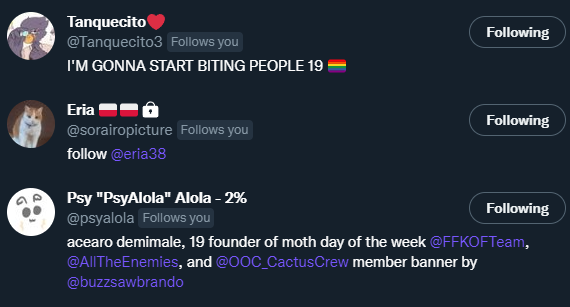 Tanquecito❤️
@Tanquecito3 Follows you
Following
I'M GONNA START BITING PEOPLE 19 🏳️‍🌈
Eria 🇵🇱🇵🇱 🔒
@sorairopicture Follows you
Following
follow @eria38
Psy "PsyAlola" Alola - 2%
@psyalola Follows you
Following
acearo demimale, 19 founder of moth day of the week @FFKOFTeam,
@AllTheEnemies, and @OOC_CactusCrew member banner by
@buzzsawbrando